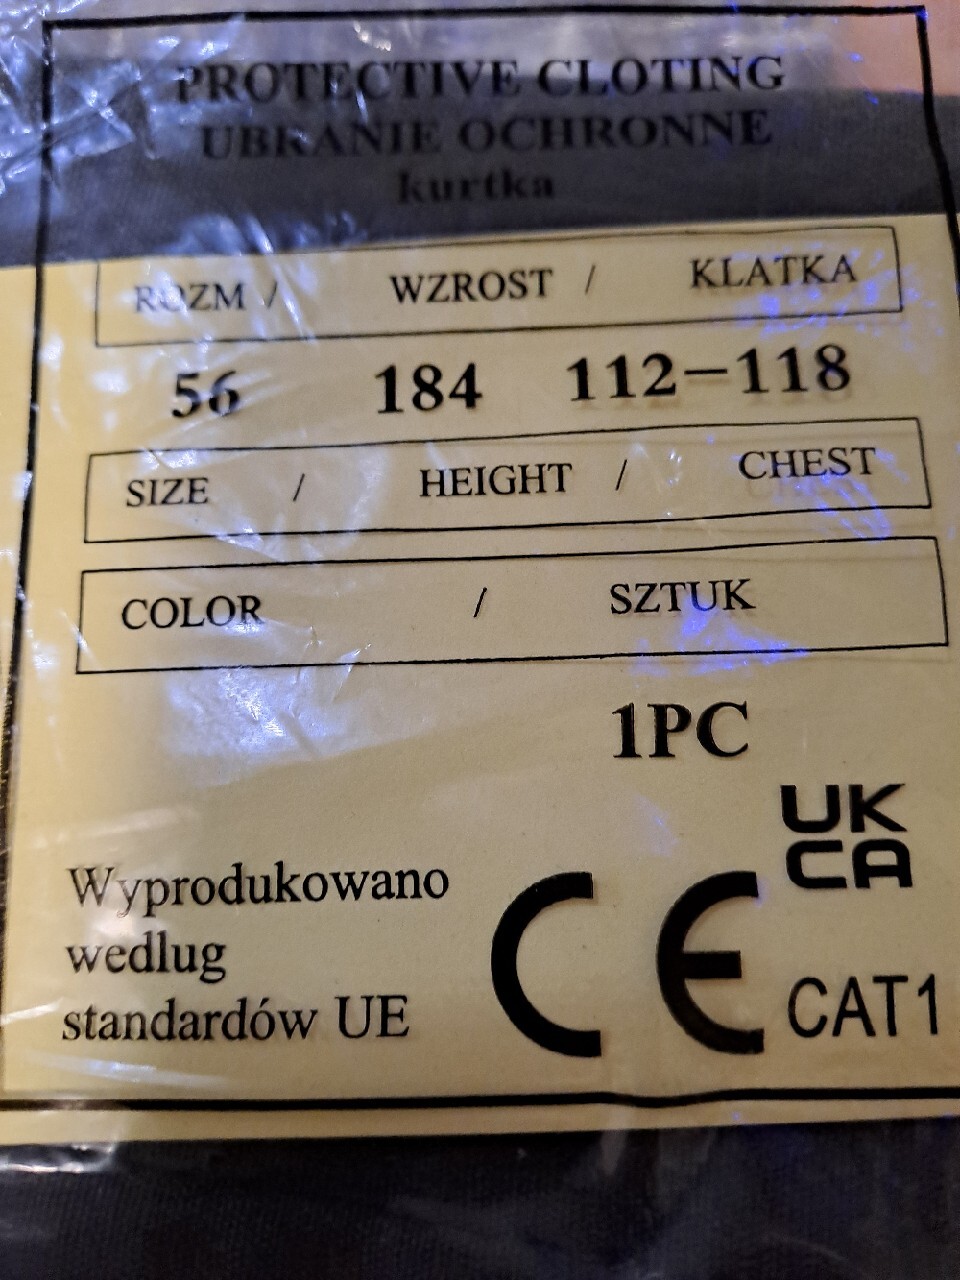 PROTECTIVE CLOTING
UBRANIE OCHRONNE
kurtka
ROZM / WZROST / KLATKA
56 184 112-118
SIZE / HEIGHT / CHEST
COLOR / SZTUK
1PC
UK
CA
Wyprodukowano
wedlug
standardów UE
CE CAT1